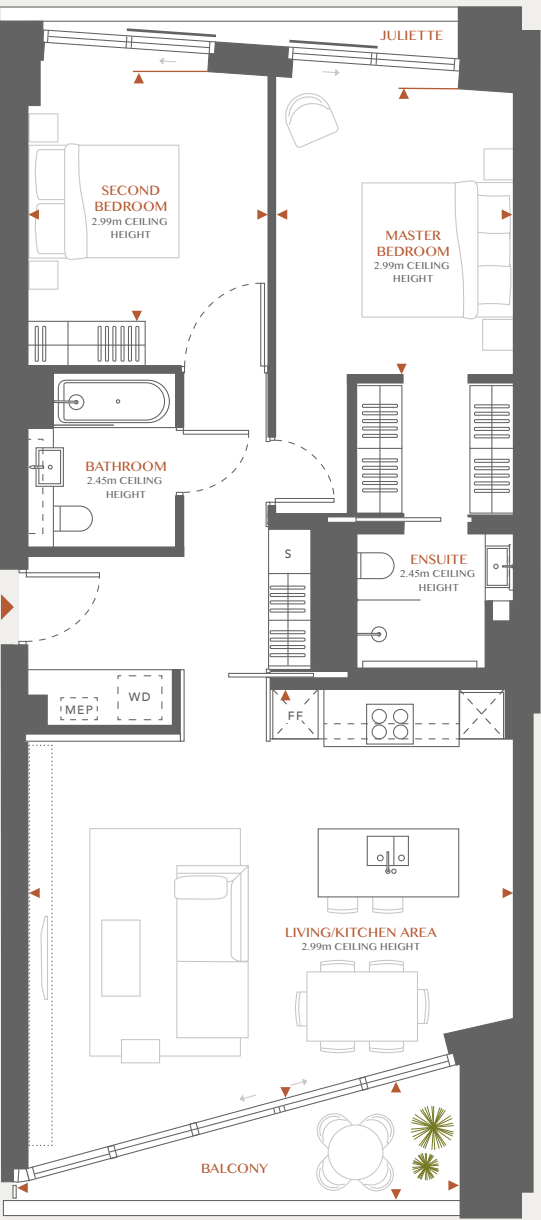 JULIETTE
SECOND
BEDROOM
2.99m CEILING
HEIGHT
MASTER
BEDROOM
2.99m CEILING
HEIGHT
BATHROOM
2.45m CEILING
HEIGHT
S
ENSUITE
2.45m CEILING
HEIGHT
MEP
WD
FF
LIVING/KITCHEN AREA
2.99m CEILING HEIGHT
BALCONY